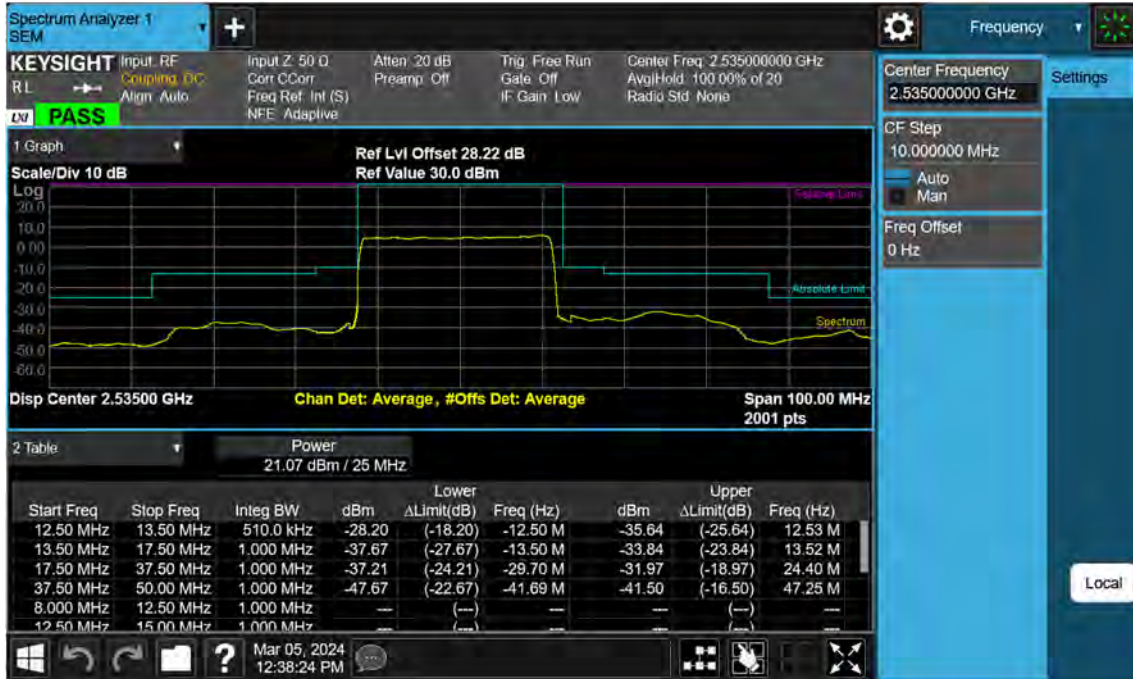 Spectrum Analyzer 1
SEM
Frequency
KEYSIGHT
RL
LXI
PASS
Input: RF
Coupling: DC
Align: Auto
Input Z: 50 Ω
Corr CCorr
Freq Ref: Int (S)
NFE: Adaptive
Atten: 20 dB
Preamp: Off
Trig: Free Run
Gate: Off
IF Gain: Low
Center Freq: 2.535000000 GHz
Avg|Hold: 100.00% of 20
Radio Std: None
Center Frequency
2.535000000 GHz
Settings
CF Step
10.000000 MHz
Auto
Man
Freq Offset
0 Hz
Local
1 Graph
Scale/Div 10 dB
Ref Lvl Offset 28.22 dB
Ref Value 30.0 dBm
Log
20.0
10.0
0.00
-10.0
-20.0
-30.0
-40.0
-50.0
-60.0
Relative Limit
Absolute Limit
Spectrum
Disp Center 2.53500 GHz
Chan Det: Average, #Offs Det: Average
Span 100.00 MHz
2001 pts
2 Table
Power
21.07 dBm / 25 MHz
Lower Upper
Start Freq Stop Freq Integ BW dBm ΔLimit(dB) Freq (Hz) dBm ΔLimit(dB) Freq (Hz)
12.50 MHz 13.50 MHz 510.0 kHz -28.20 (-18.20) -12.50 M -35.64 (-25.64) 12.53 M
13.50 MHz 17.50 MHz 1.000 MHz -37.67 (-27.67) -13.50 M -33.84 (-23.84) 13.52 M
17.50 MHz 37.50 MHz 1.000 MHz -37.21 (-24.21) -29.70 M -31.97 (-18.97) 24.40 M
37.50 MHz 50.00 MHz 1.000 MHz -47.67 (-22.67) -41.69 M -41.50 (-16.50) 47.25 M
8.000 MHz 12.50 MHz 1.000 MHz --- (---) --- --- (---) ---
12.50 MHz 15.00 MHz 1.000 MHz --- (---) --- --- (---) ---
?
Mar 05, 2024
12:38:24 PM